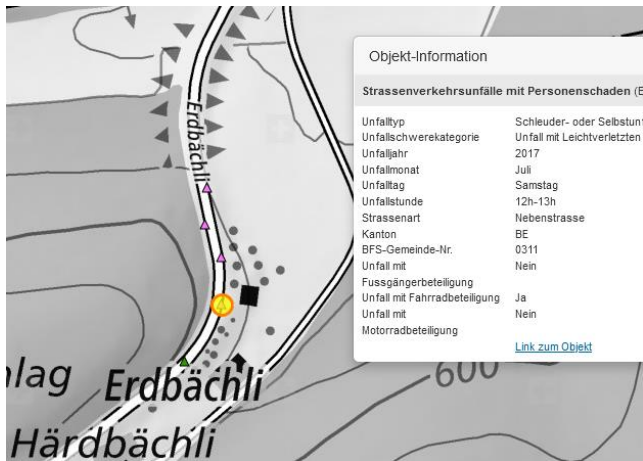 Objekt-Information
Strassenverkehrsunfälle mit Personenschaden (B
Unfalltyp Schleuder- oder Selbstunf
Unfallschwerekategorie Unfall mit Leichtverletzten
Unfalljahr 2017
Unfallmonat Juli
Unfalltag Samstag
Unfallstunde 12h-13h
Strassenart Nebenstrasse
Kanton BE
BFS-Gemeinde-Nr. 0311
Unfall mit Nein
Fussgängerbeteiligung
Unfall mit Fahrradbeteiligung Ja
Unfall mit Nein
Motorradbeteiligung
Link zum Objekt
Erdbächli
600
nlag Erdbächli
Härdbächli